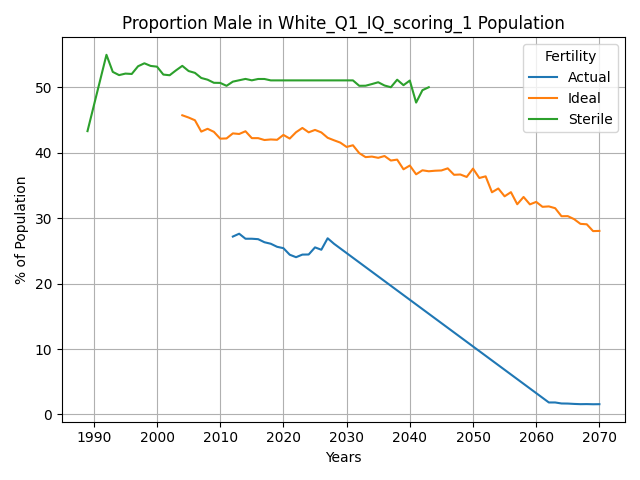 Proportion Male in White_Q1_IQ_scoring_1 Population
Fertility
Actual
Ideal
Sterile
% of Population
50
40
30
20
10
0
1990 2000 2010 2020 2030 2040 2050 2060 2070
Years